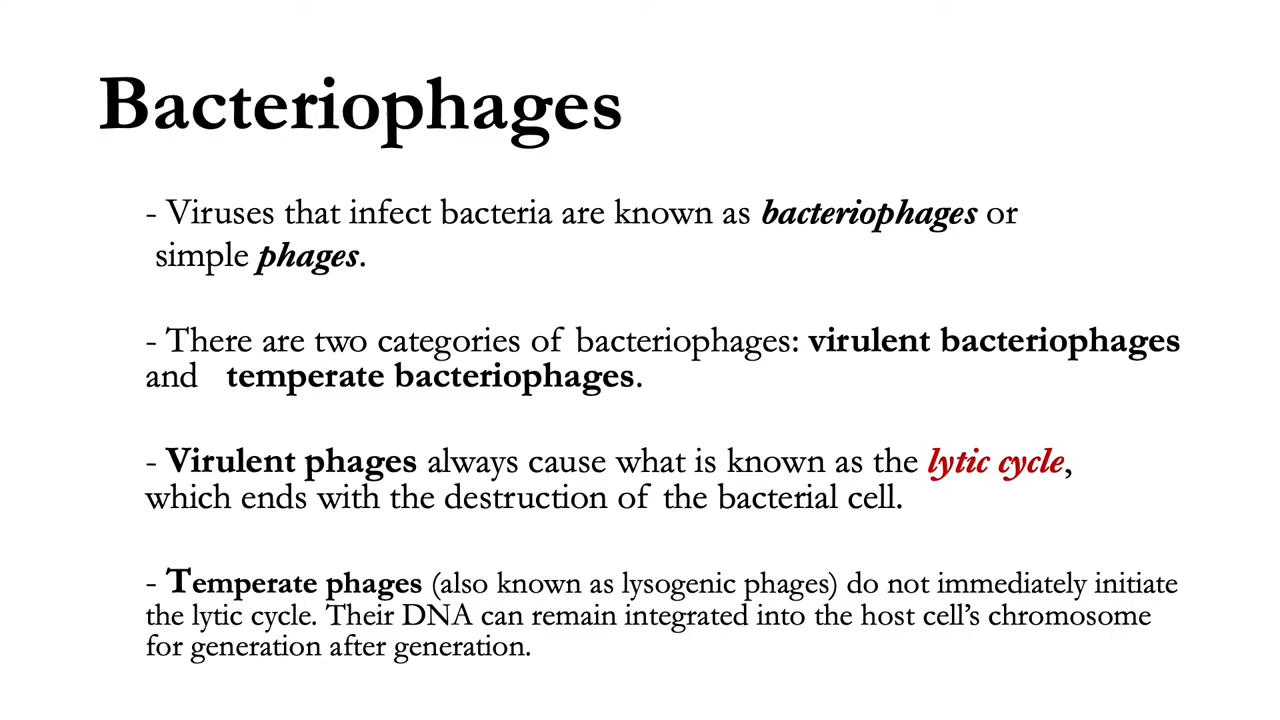 Bacteriophages
- Viruses that infect bacteria are known as bacteriophages or
simple phages.
- There are two categories of bacteriophages: virulent bacteriophages
and temperate bacteriophages.
- Virulent phages always cause what is known as the lytic cycle,
which ends with the destruction of the bacterial cell.
- Temperate phages (also known as lysogenic phages) do not immediately initiate
the lytic cycle. Their DNA can remain integrated into the host cell’s chromosome
for generation after generation.